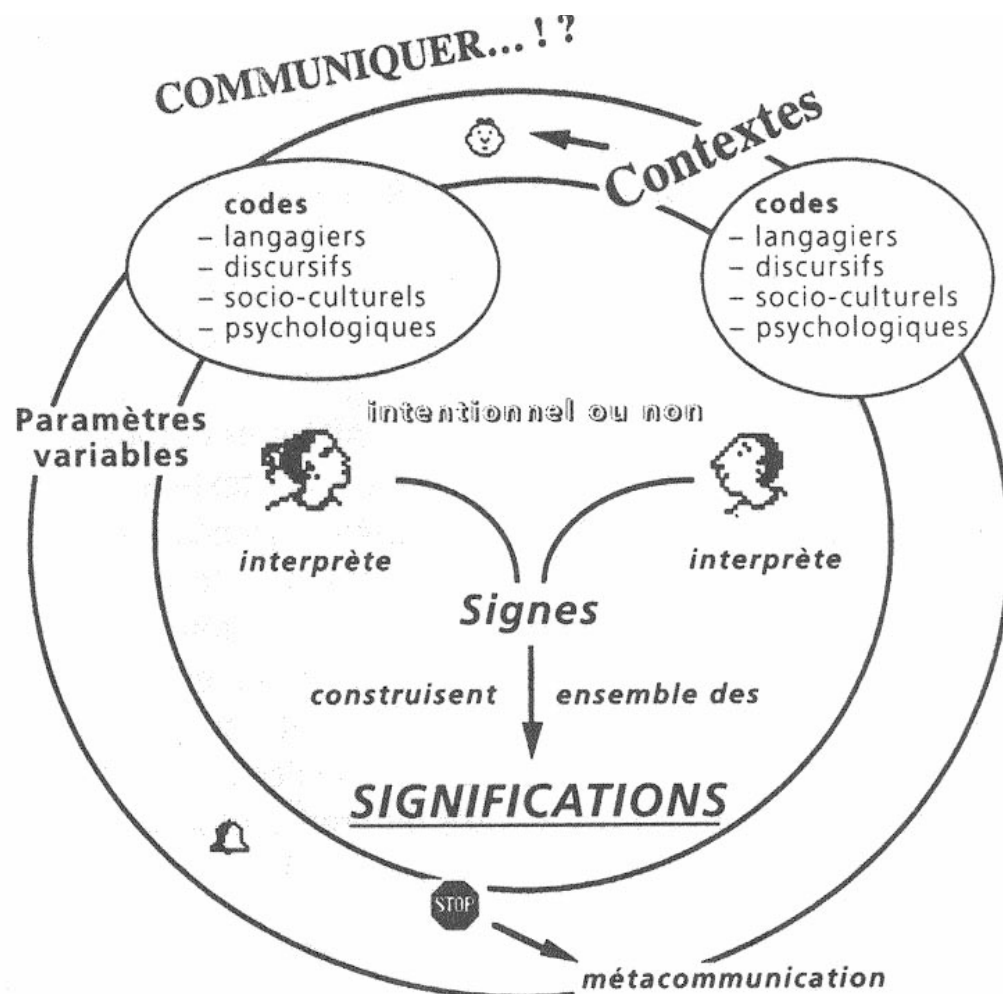 COMMUNIQUER...!?
Contextes
codes
– langagiers
– discursifs
– socio-culturels
– psychologiques
codes
– langagiers
– discursifs
– socio-culturels
– psychologiques
Paramètres
variables
intentionnel ou non
interprète
interprète
Signes
construisent ensemble des
SIGNIFICATIONS
STOP
métacommunication